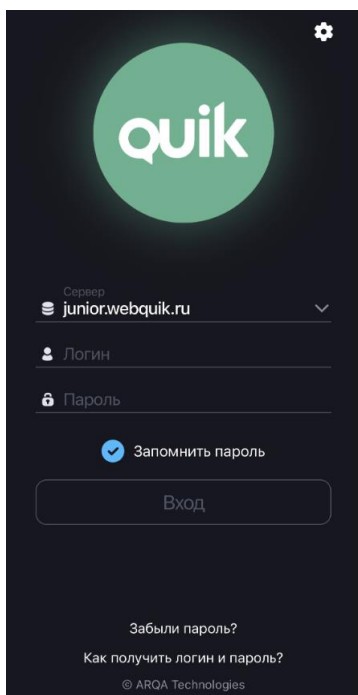 quik
Сервер
junior.webquik.ru
Логин
Пароль
Запомнить пароль
Вход
Забыли пароль?
Как получить логин и пароль?
© ARQA Technologies